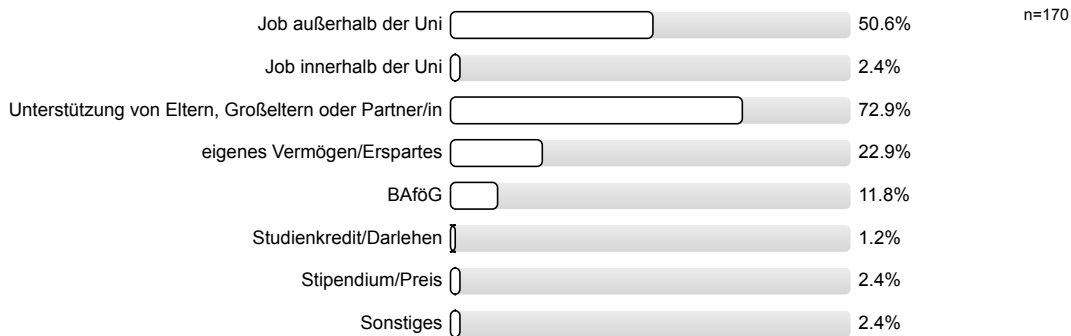 Job außerhalb der Uni 50.6% n=170
Job innerhalb der Uni 2.4%
Unterstützung von Eltern, Großeltern oder Partner/in 72.9%
eigenes Vermögen/Erspartes 22.9%
BAföG 11.8%
Studienkredit/Darlehen 1.2%
Stipendium/Preis 2.4%
Sonstiges 2.4%